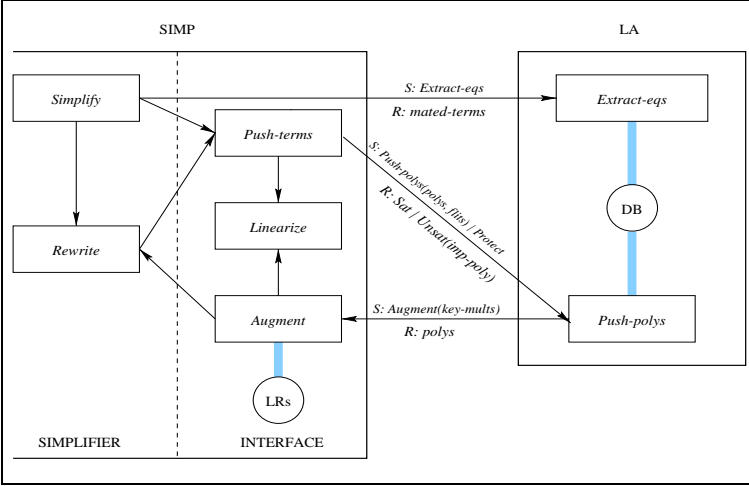 SIMP
LA
Simplify
S: Extract-eqs
R: mated-terms
Extract-eqs
Push-terms
S: Push-polys(polys, flits) | Protect
R: Sat | Unsat(imp-poly)
Linearize
DB
Rewrite
Augment
S: Augment(key-mults)
R: polys
Push-polys
LRs
SIMPLIFIER
INTERFACE